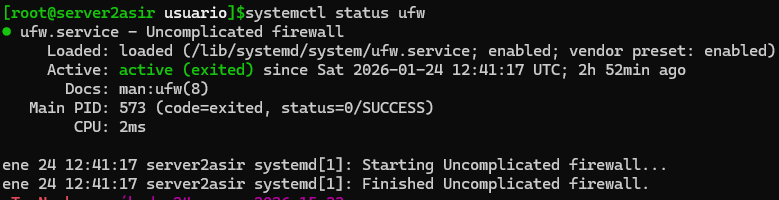 [root@server2asir usuario]$systemctl status ufw
● ufw.service - Uncomplicated firewall
Loaded: loaded (/lib/systemd/system/ufw.service; enabled; vendor preset: enabled)
Active: active (exited) since Sat 2026-01-24 12:41:17 UTC; 2h 52min ago
Docs: man:ufw(8)
Main PID: 573 (code=exited, status=0/SUCCESS)
CPU: 2ms
ene 24 12:41:17 server2asir systemd[1]: Starting Uncomplicated firewall...
ene 24 12:41:17 server2asir systemd[1]: Finished Uncomplicated firewall.